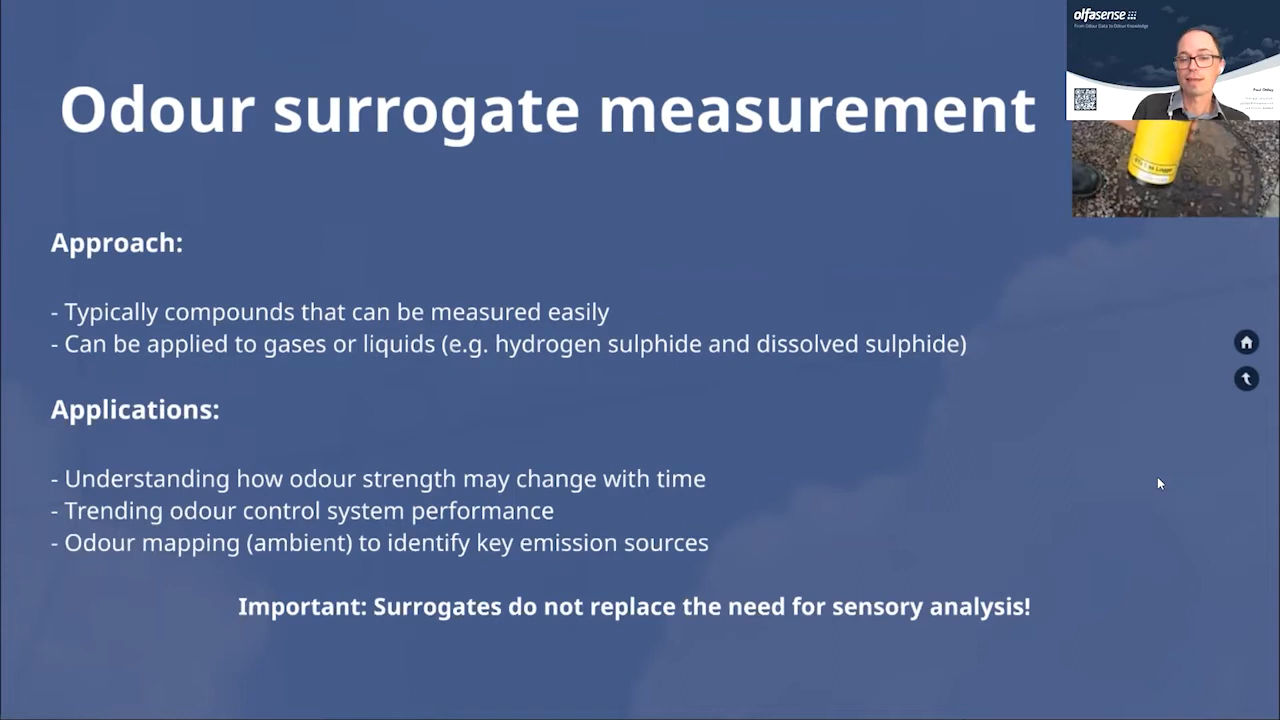 Odour surrogate measurement
olfasense
From Odour Data to Odour Knowledge
Approach:
- Typically compounds that can be measured easily
- Can be applied to gases or liquids (e.g. hydrogen sulphide and dissolved sulphide)
Applications:
- Understanding how odour strength may change with time
- Trending odour control system performance
- Odour mapping (ambient) to identify key emission sources
Important: Surrogates do not replace the need for sensory analysis!